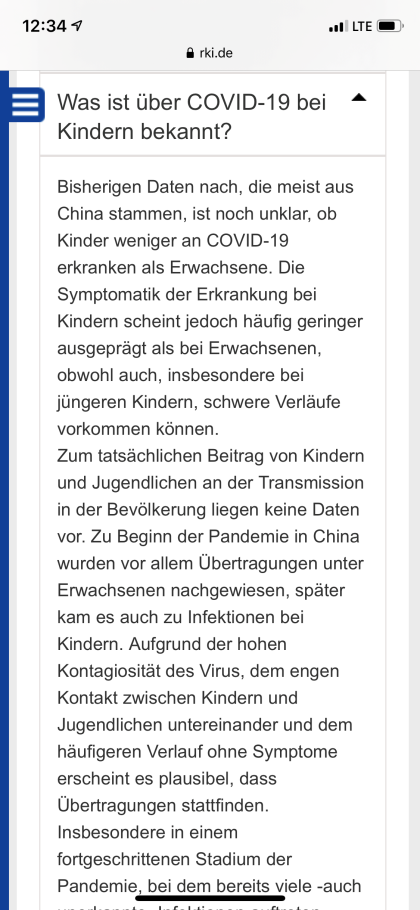 12:34
LTE
rki.de
Was ist über COVID-19 bei
Kindern bekannt?
Bisherigen Daten nach, die meist aus
China stammen, ist noch unklar, ob
Kinder weniger an COVID-19
erkranken als Erwachsene. Die
Symptomatik der Erkrankung bei
Kindern scheint jedoch häufig geringer
ausgeprägt als bei Erwachsenen,
obwohl auch, insbesondere bei
jüngeren Kindern, schwere Verläufe
vorkommen können.
Zum tatsächlichen Beitrag von Kindern
und Jugendlichen an der Transmission
in der Bevölkerung liegen keine Daten
vor. Zu Beginn der Pandemie in China
wurden vor allem Übertragungen unter
Erwachsenen nachgewiesen, später
kam es auch zu Infektionen bei
Kindern. Aufgrund der hohen
Kontagiosität des Virus, dem engen
Kontakt zwischen Kindern und
Jugendlichen untereinander und dem
häufigeren Verlauf ohne Symptome
erscheint es plausibel, dass
Übertragungen stattfinden.
Insbesondere in einem
fortgeschrittenen Stadium der
Pandemie, bei dem bereits viele -auch